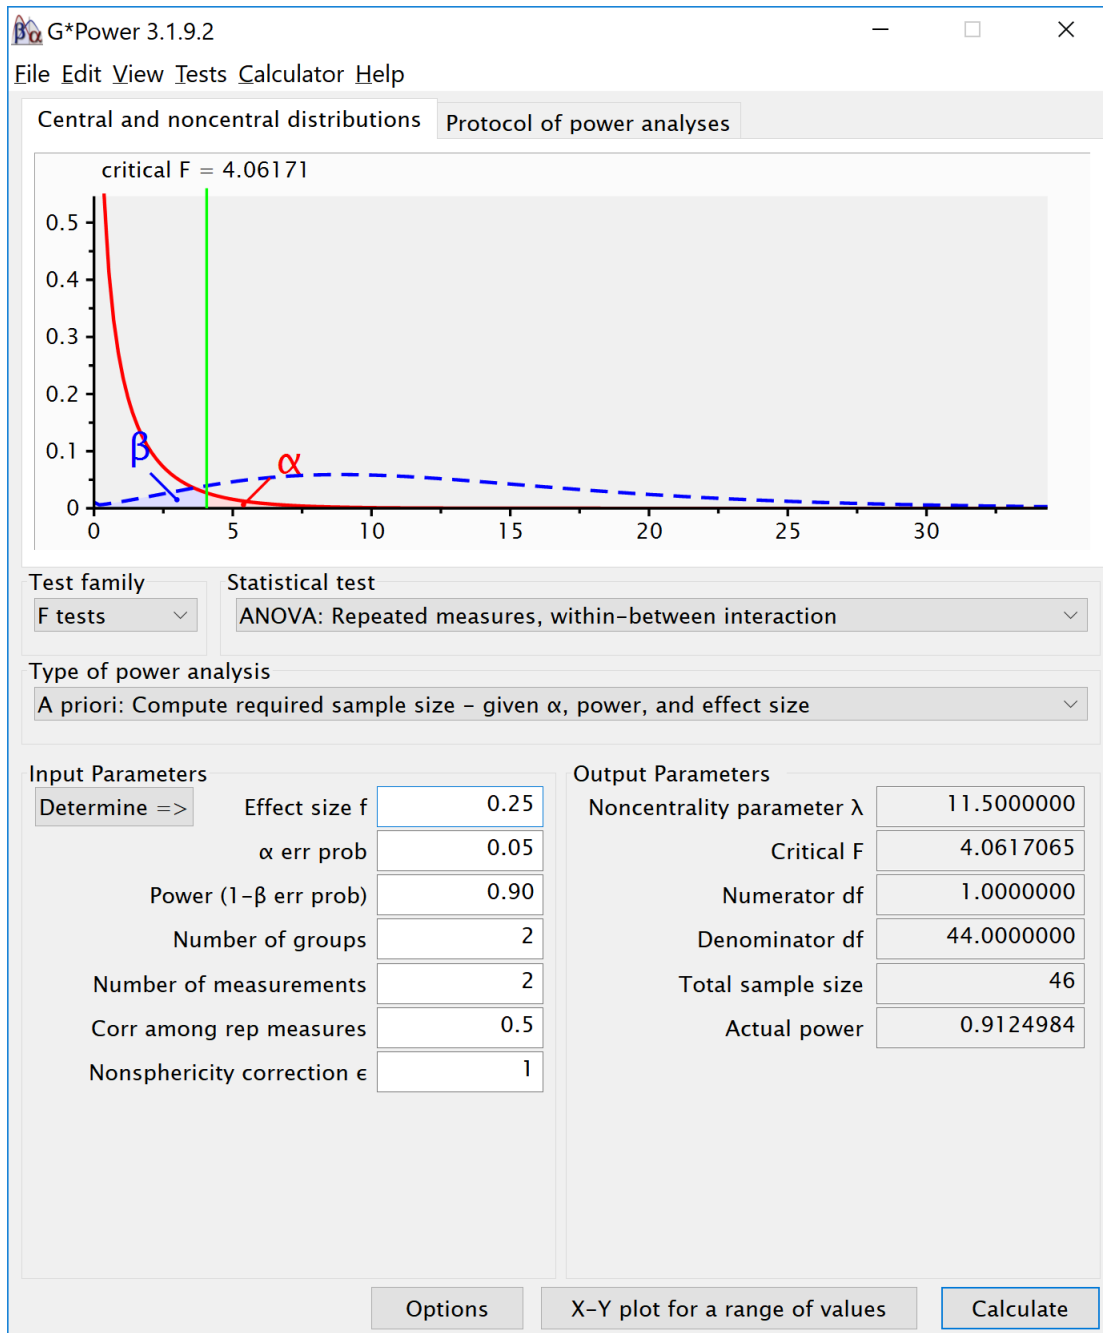 G*Power 3.1.9.2
File Edit View Tests Calculator Help
Central and noncentral distributions
Protocol of power analyses
critical F = 4.06171
0.5
0.4
0.3
0.2
0.1
0
β
α
0 5 10 15 20 25 30
Test family
Statistical test
F tests
ANOVA: Repeated measures, within-between interaction
Type of power analysis
A priori: Compute required sample size - given α, power, and effect size
Input Parameters
Determine =>
Effect size f 0.25
α err prob 0.05
Power (1-β err prob) 0.90
Number of groups 2
Number of measurements 2
Corr among rep measures 0.5
Nonsphericity correction ϵ 1
Output Parameters
Noncentrality parameter λ 11.5000000
Critical F 4.0617065
Numerator df 1.0000000
Denominator df 44.0000000
Total sample size 46
Actual power 0.9124984
Options
X-Y plot for a range of values
Calculate